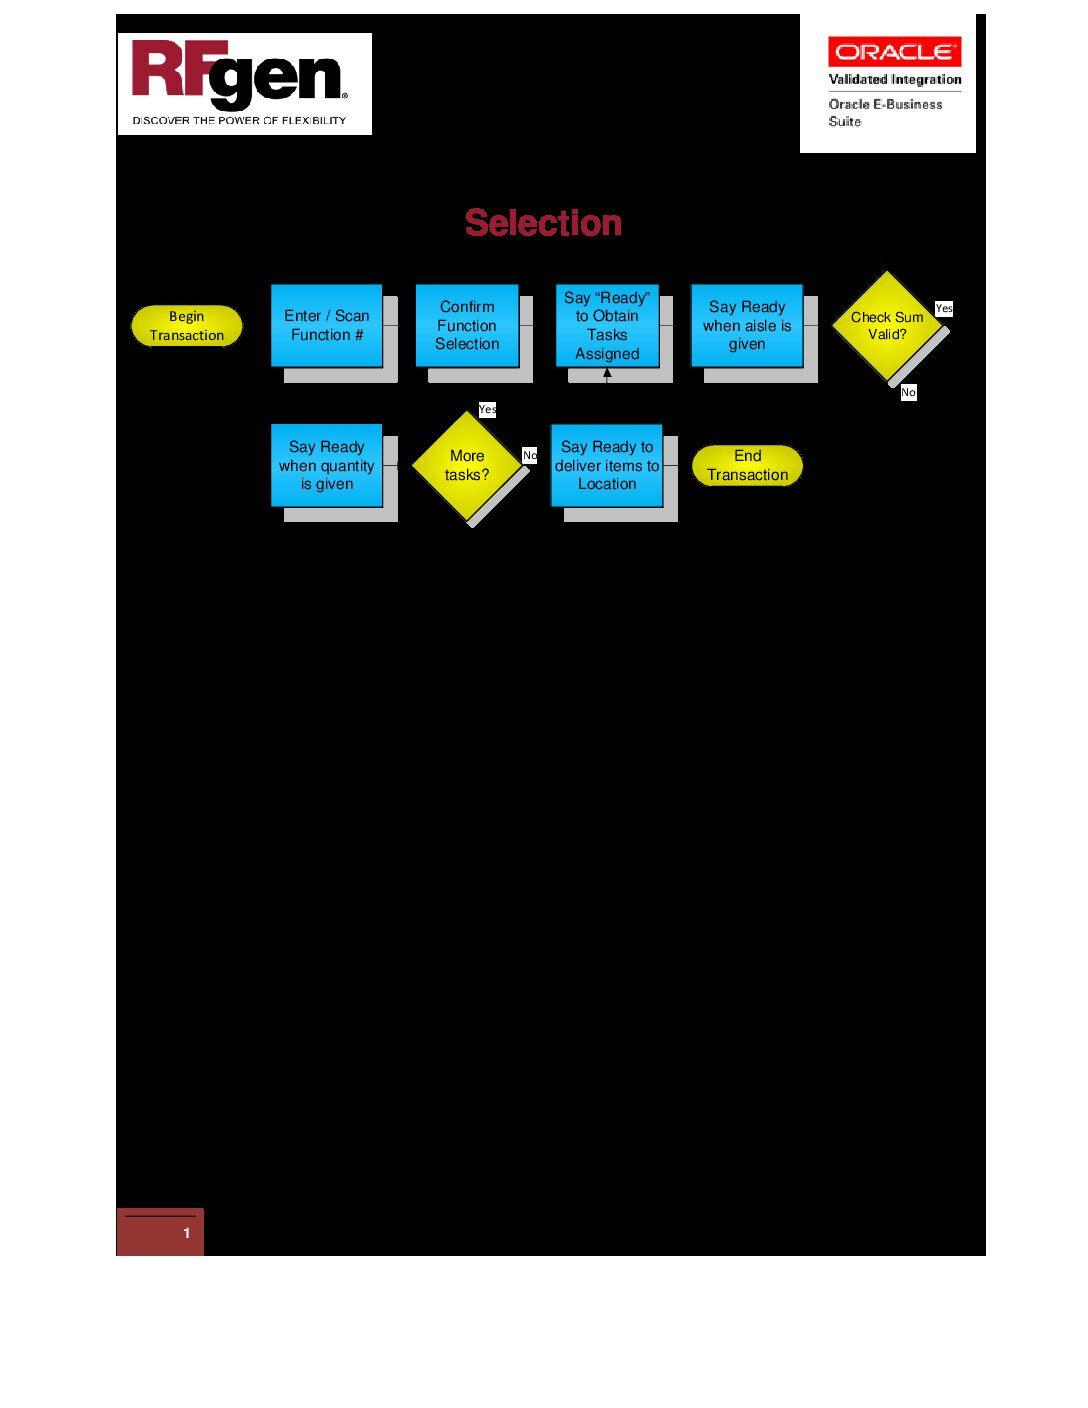 RFgen®
DISCOVER THE POWER OF FLEXIBILITY
ORACLE®
Validated Integration
Oracle E-Business
Suite
Selection
Begin
Transaction
Enter / Scan
Function #
Confirm
Function
Selection
Say “Ready”
to Obtain
Tasks
Assigned
Say Ready
when aisle is
given
Check Sum
Valid?
Yes
No
Say Ready
when quantity
is given
More
tasks?
Yes
No
Say Ready to
deliver items to
Location
End
Transaction
1